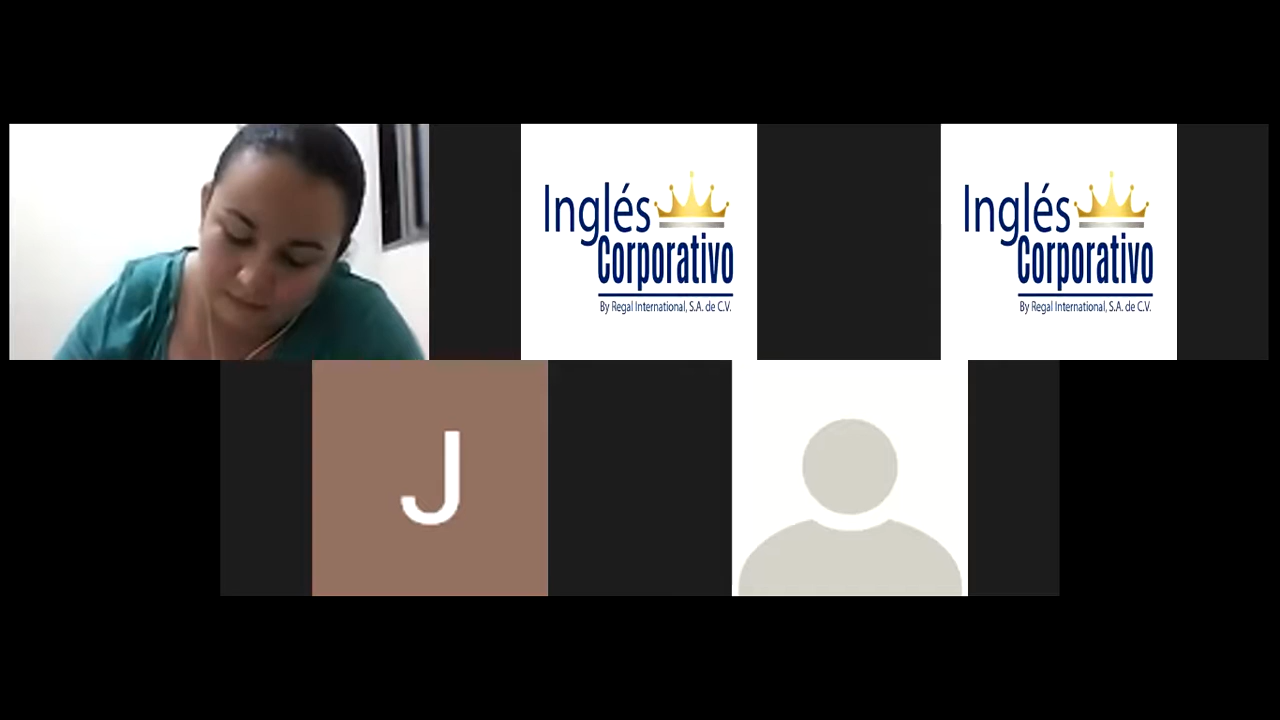 Inglés
Corporativo
By Regal International, S.A. de C.V.
Inglés
Corporativo
By Regal International, S.A. de C.V.
J